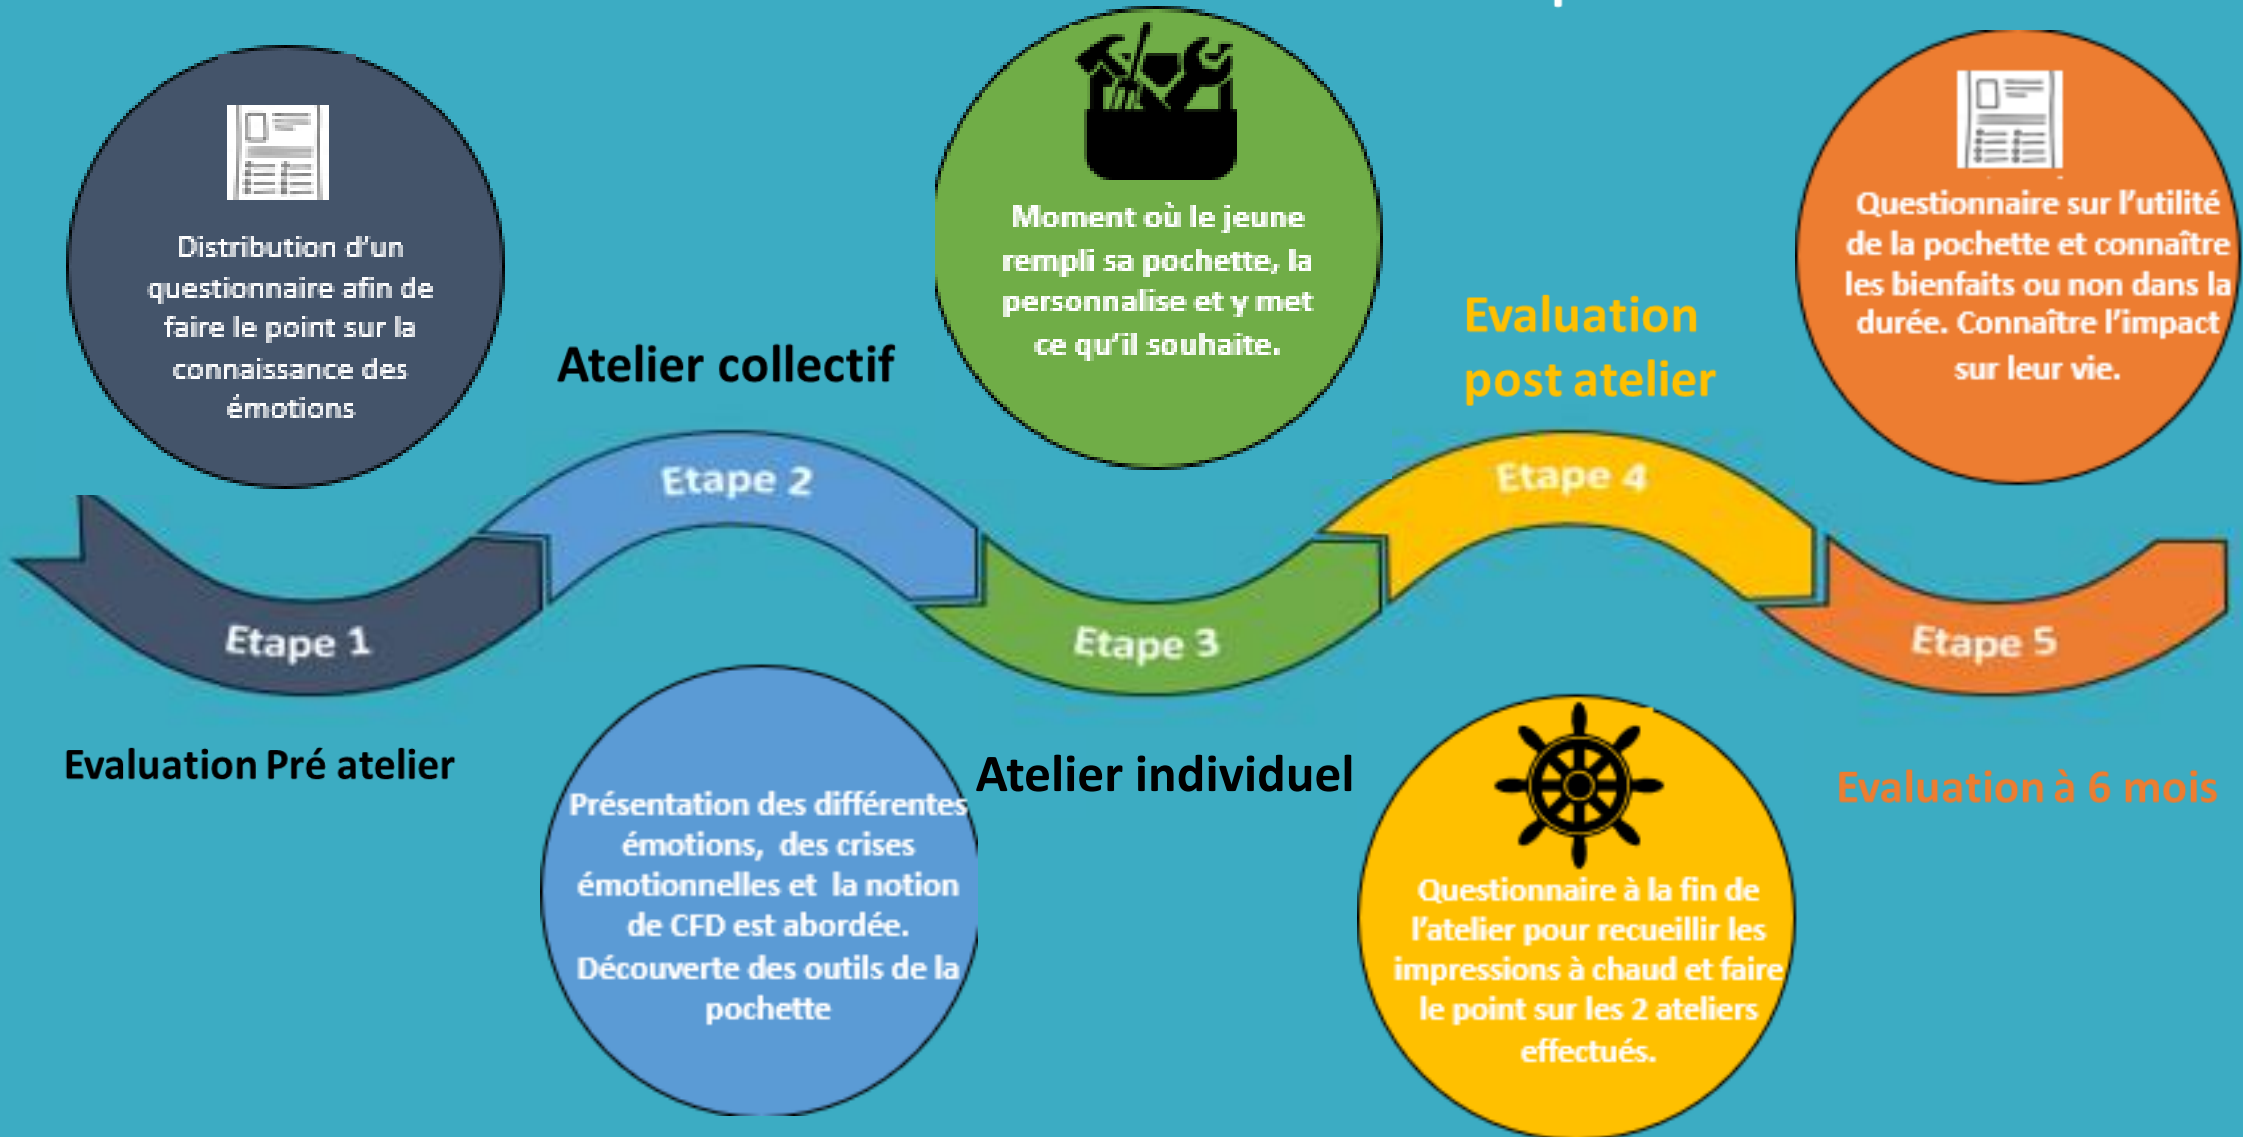 Distribution d'un
questionnaire afin de
faire le point sur la
connaissance des
émotions
Etape 1
Evaluation Pré atelier
Atelier collectif
Etape 2
Présentation des différentes
émotions, des crises
émotionnelles et la notion
de CFD est abordée.
Découverte des outils de la
pochette
Moment où le jeune
rempli sa pochette, la
personnalise et y met
ce qu'il souhaite.
Etape 3
Atelier individuel
Evaluation
post atelier
Etape 4
Questionnaire à la fin de
l'atelier pour recueillir les
impressions à chaud et faire
le point sur les 2 ateliers
effectués.
Questionnaire sur l'utilité
de la pochette et connaître
les bienfaits ou non dans la
durée. Connaître l'impact
sur leur vie.
Etape 5
Evaluation à 6 mois